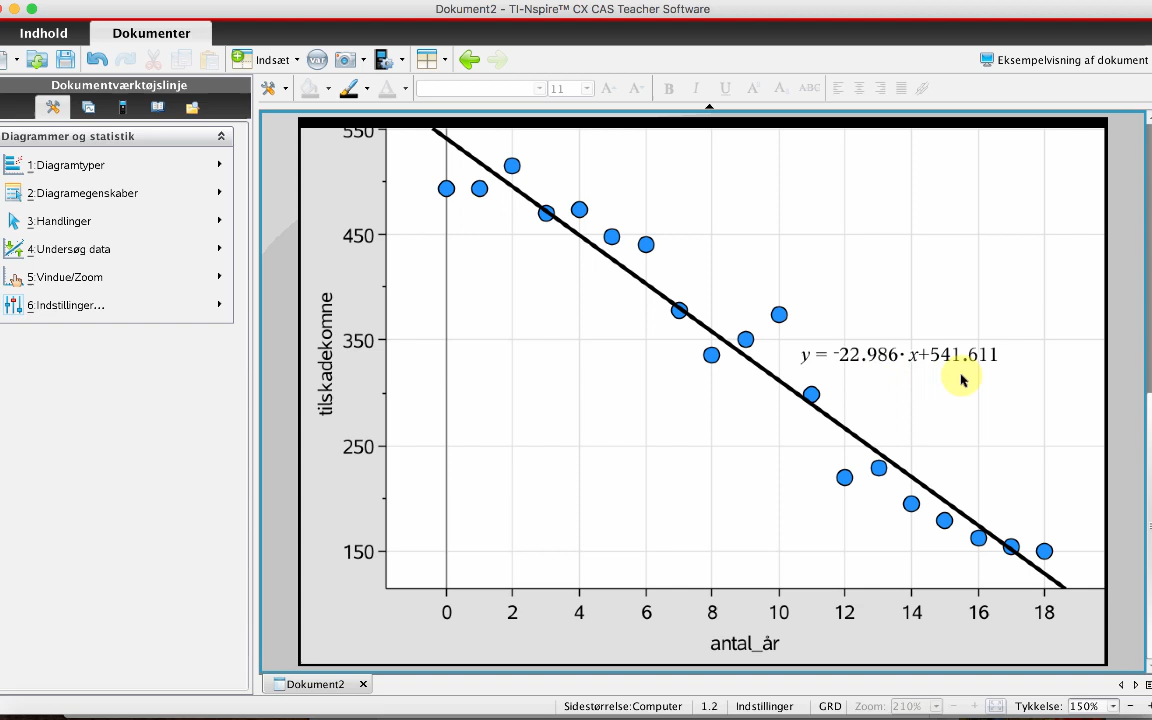 Dokument2 - TI-Nspire™ CX CAS Teacher Software
Indhold Dokumenter
Indsæt var Eksempelvisning af dokument
Dokumentværktøjslinje
11 A A B I U A A ABC
Diagrammer og statistik
1:Diagramtyper
2:Diagramegenskaber
3:Handlinger
4:Undersøg data
5:Vindue/Zoom
6:Indstillinger...
550
450
350
250
150
tilskadekomne
y = -22.986· x+541.611
0 2 4 6 8 10 12 14 16 18
antal_år
Dokument2
Sidestørrelse:Computer 1.2 Indstillinger GRD Zoom: 210% Tykkelse: 150%